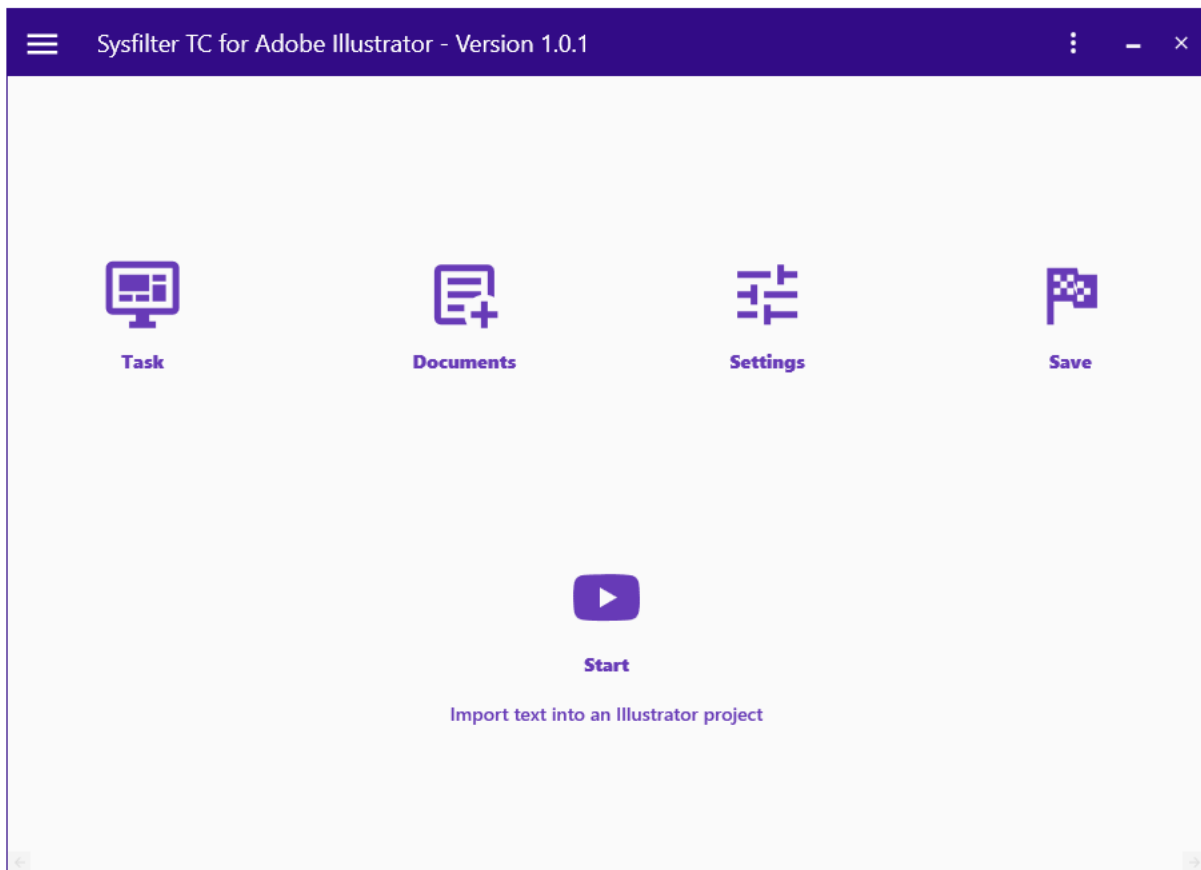 Sysfilter TC for Adobe Illustrator - Version 1.0.1
Task
Documents
Settings
Save
Start
Import text into an Illustrator project